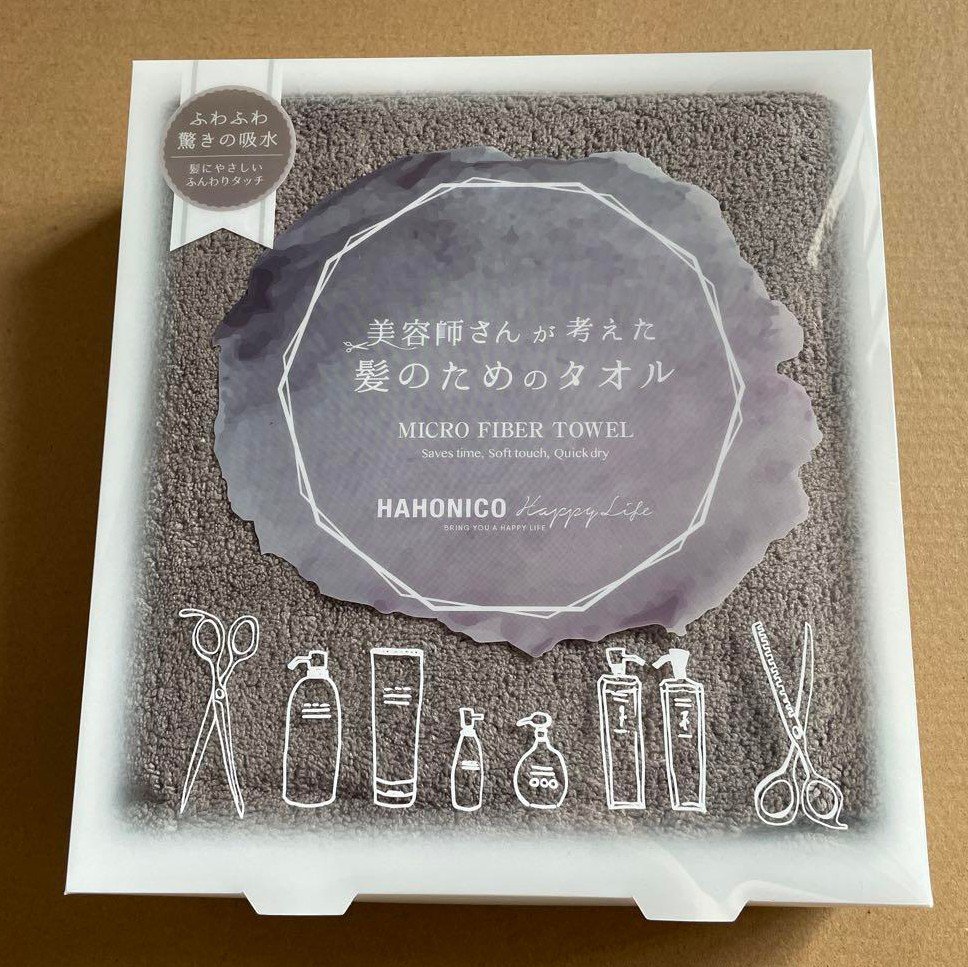 ふわふわ
驚きの吸水
髪にやさしい
ふんわりタッチ
美容師さんが考えた
髪のためのタオル
MICRO FIBER TOWEL
Saves time, Soft touch, Quick dry
HAHONICO Happy Life
BRING YOU A HAPPY LIFE